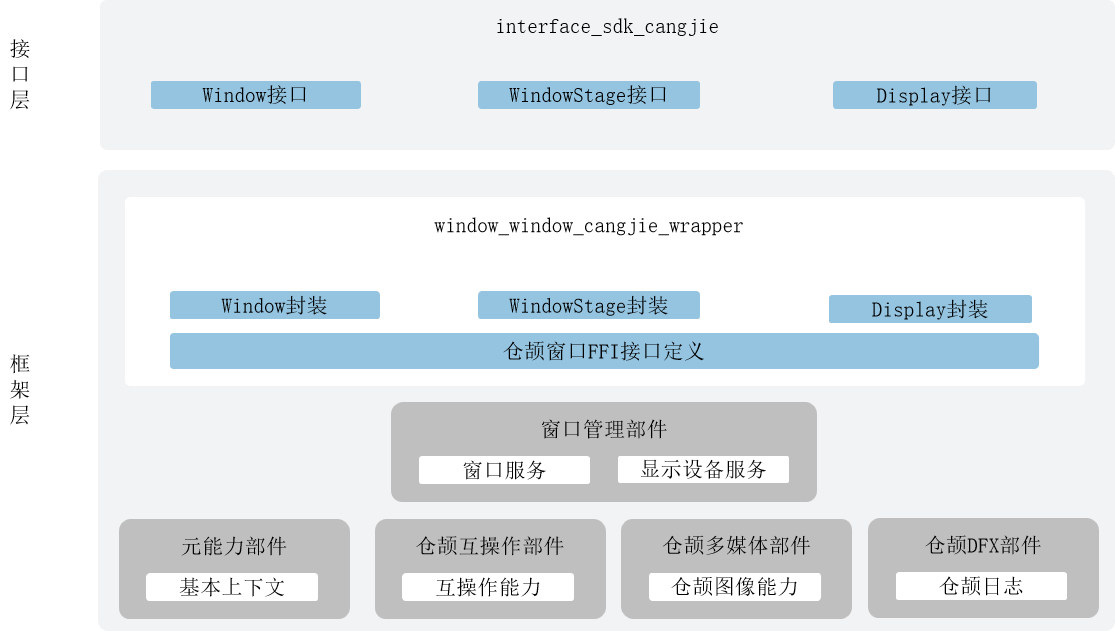 接口层
interface_sdk_cangjie
Window接口
WindowStage接口
Display接口
框架层
window_window_cangjie_wrapper
Window封装
WindowStage封装
Display封装
仓颉窗口FFI接口定义
窗口管理部件
窗口服务
显示设备服务
元能力部件
基本上下文
仓颉互操作部件
互操作能力
仓颉多媒体部件
仓颉图像能力
仓颉DFX部件
仓颉日志